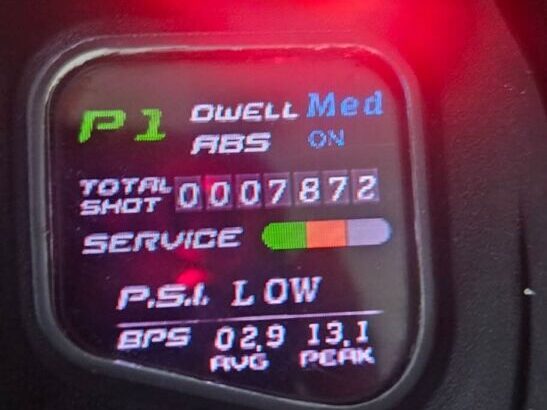 P1 DWELL Med
ABS ON
TOTAL SHOT 0007872
SERVICE
P.S.I. LOW
BPS 02.9 13.1
AVG PEAK